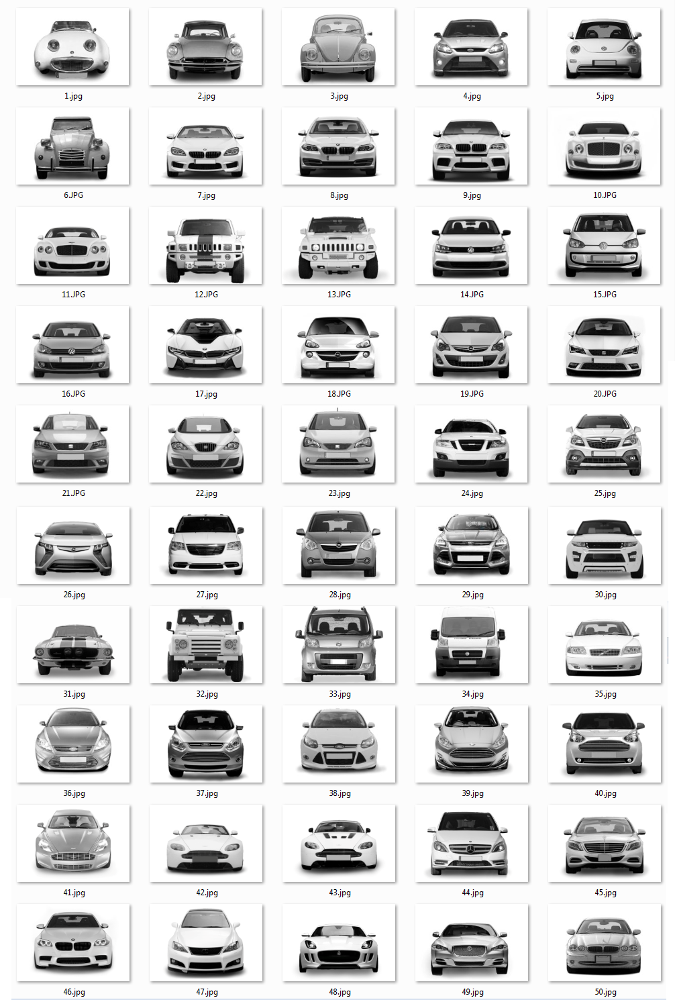 1.jpg 2.jpg 3.jpg 4.jpg 5.jpg
6.JPG 7.jpg 8.jpg 9.jpg 10.JPG
11.JPG 12.JPG 13.JPG 14.JPG 15.JPG
16.JPG 17.jpg 18.JPG 19.JPG 20.JPG
21.JPG 22.jpg 23.jpg 24.jpg 25.jpg
26.jpg 27.jpg 28.jpg 29.jpg 30.jpg
31.jpg 32.jpg 33.jpg 34.jpg 35.jpg
36.jpg 37.jpg 38.jpg 39.jpg 40.jpg
41.jpg 42.jpg 43.jpg 44.jpg 45.jpg
46.jpg 47.jpg 48.jpg 49.jpg 50.jpg